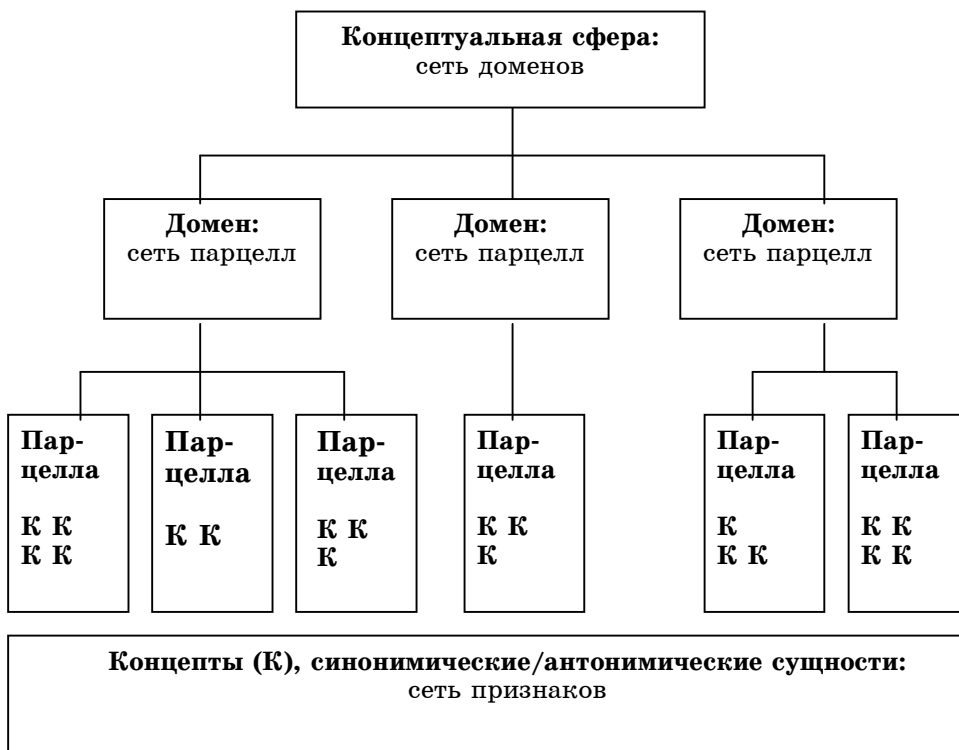 Концептуальная сфера:
сеть доменов
Домен:
сеть парцелл
Домен:
сеть парцелл
Домен:
сеть парцелл
Пар-
целла
К К
К К
Пар-
целла
К К
Пар-
целла
К К
К
Пар-
целла
К К
К
Пар-
целла
К
К К
Пар-
целла
К К
К К
Концепты (К), синонимические/антонимические сущности:
сеть признаков